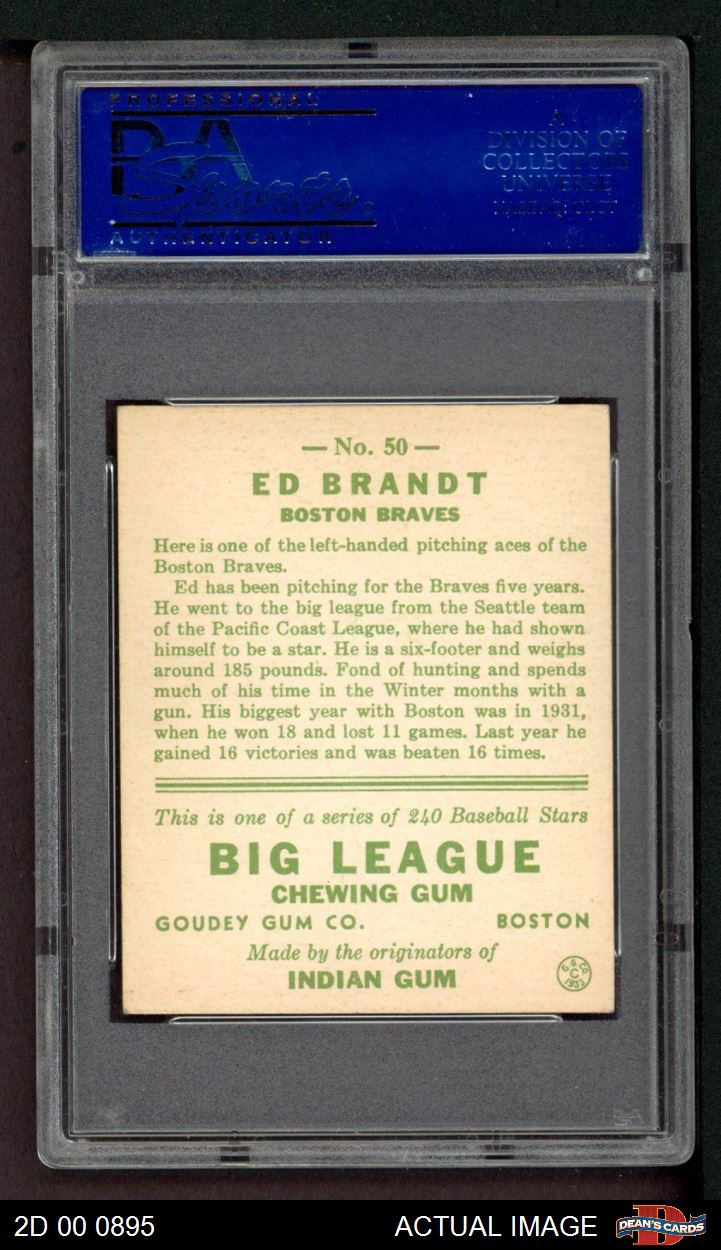 PROFESSIONAL
PSA
Sports
AUTHENTICATOR
A
DIVISION OF
COLLECTORS
UNIVERSE
NASDAQ: CLCT
— No. 50 —
ED BRANDT
BOSTON BRAVES
Here is one of the left-handed pitching aces of the
Boston Braves.
Ed has been pitching for the Braves five years.
He went to the big league from the Seattle team
of the Pacific Coast League, where he had shown
himself to be a star. He is a six-footer and weighs
around 185 pounds. Fond of hunting and spends
much of his time in the Winter months with a
gun. His biggest year with Boston was in 1931,
when he won 18 and lost 11 games. Last year he
gained 16 victories and was beaten 16 times.
This is one of a series of 240 Baseball Stars
BIG LEAGUE
CHEWING GUM
GOUDEY GUM CO. BOSTON
Made by the originators of
INDIAN GUM
G. G. CO.
C
1933
PSA
2D 00 0895 ACTUAL IMAGE DEAN'S CARDS